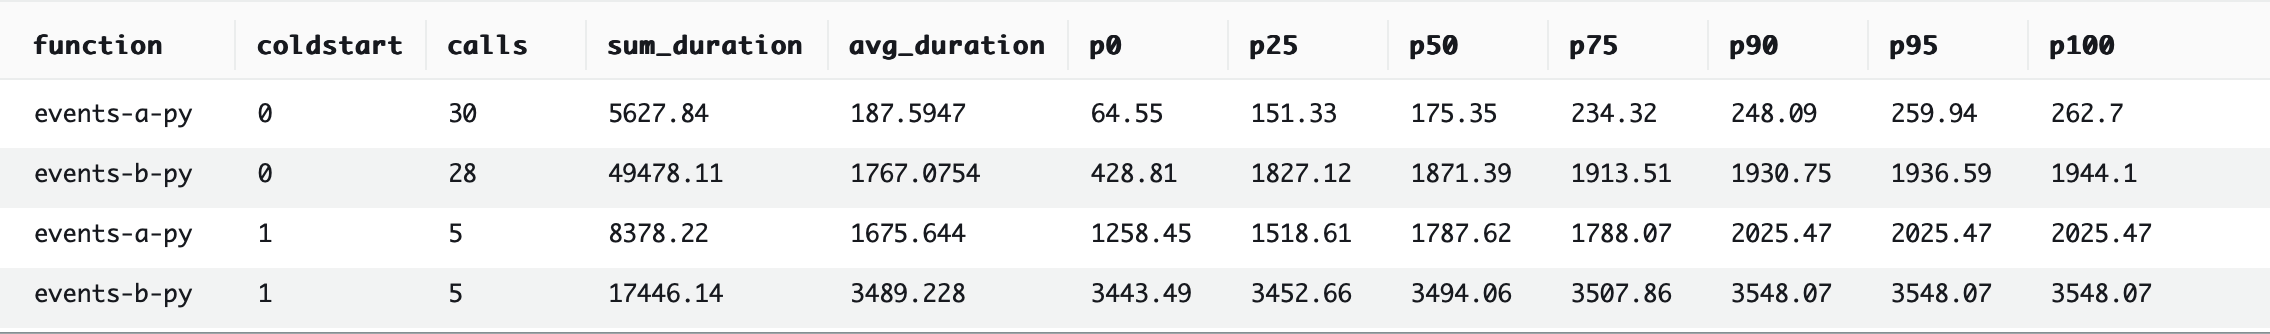 function coldstart calls sum_duration avg_duration p0 p25 p50 p75 p90 p95 p100
events-a-py 0 30 5627.84 187.5947 64.55 151.33 175.35 234.32 248.09 259.94 262.7
events-b-py 0 28 49478.11 1767.0754 428.81 1827.12 1871.39 1913.51 1930.75 1936.59 1944.1
events-a-py 1 5 8378.22 1675.644 1258.45 1518.61 1787.62 1788.07 2025.47 2025.47 2025.47
events-b-py 1 5 17446.14 3489.228 3443.49 3452.66 3494.06 3507.86 3548.07 3548.07 3548.07